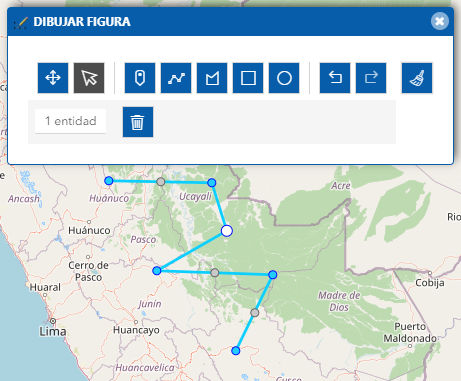 DIBUJAR FIGURA
1 entidad
Ancash
Huánuco
Ucayali
Acre
Huánuco
Pasco
Cerro de
Pasco
Huaral
Junín
Cobija
Madre de
Dios
Lima
Huancayo
Puerto
Maldonado
Huancavelica
Cusco